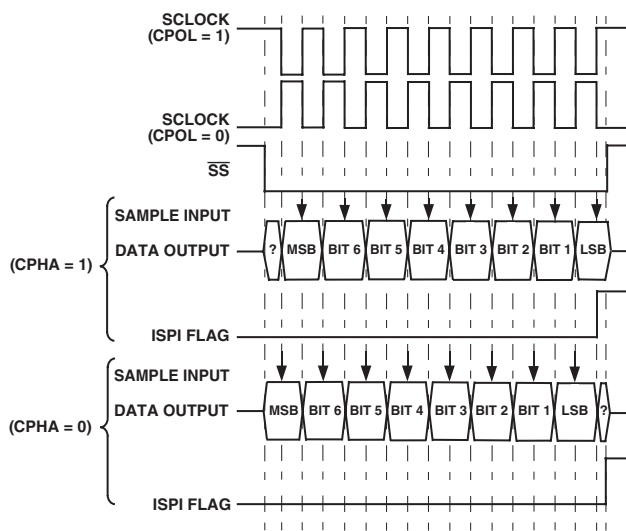 SCLOCK
(CPOL = 1)
SCLOCK
(CPOL = 0)
SS
(CPHA = 1)
SAMPLE INPUT
DATA OUTPUT
? MSB BIT 6 BIT 5 BIT 4 BIT 3 BIT 2 BIT 1 LSB
ISPI FLAG
(CPHA = 0)
SAMPLE INPUT
DATA OUTPUT
MSB BIT 6 BIT 5 BIT 4 BIT 3 BIT 2 BIT 1 LSB ?
ISPI FLAG